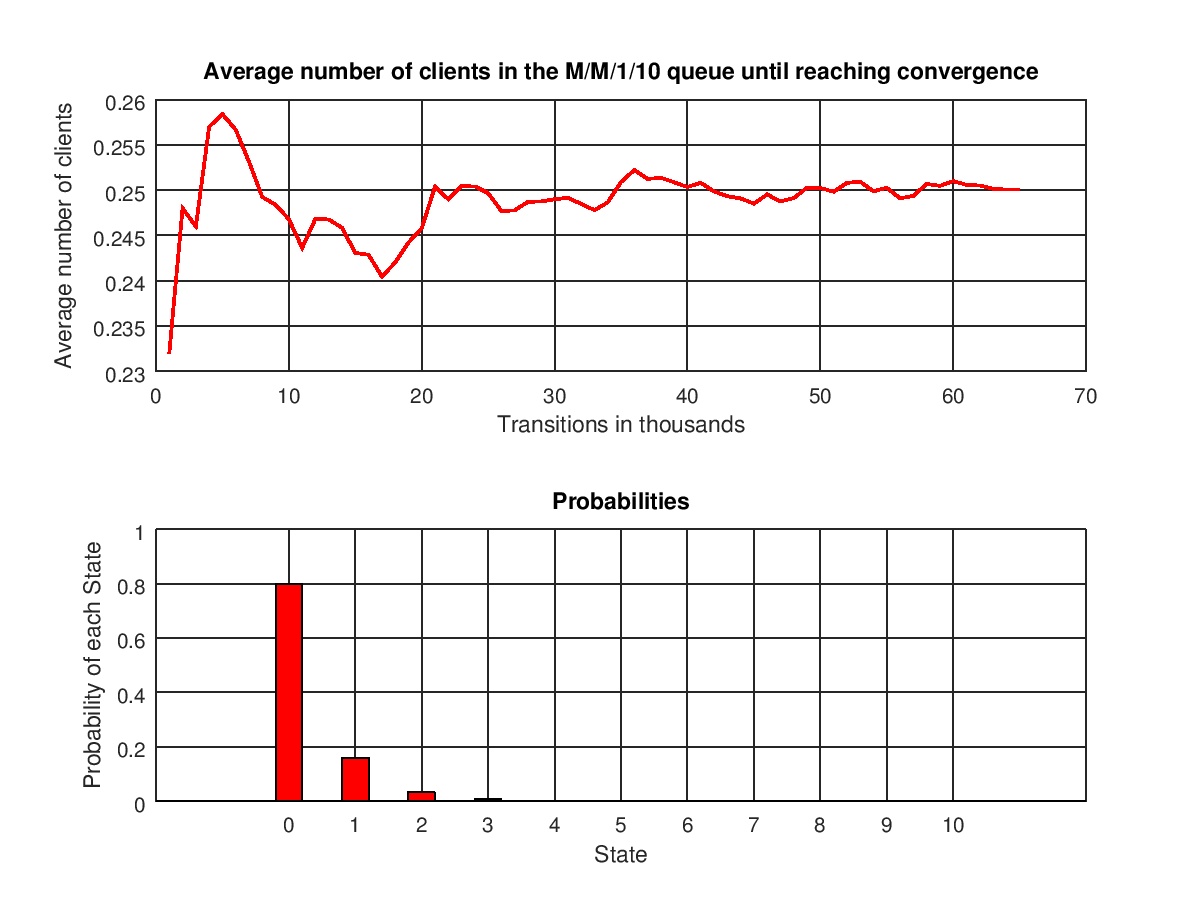 Average number of clients in the M/M/1/10 queue until reaching convergence
Average number of clients
0.26
0.255
0.25
0.245
0.24
0.235
0.23
0 10 20 30 40 50 60 70
Transitions in thousands
Probabilities
Probability of each State
1
0.8
0.6
0.4
0.2
0
0 1 2 3 4 5 6 7 8 9 10
State